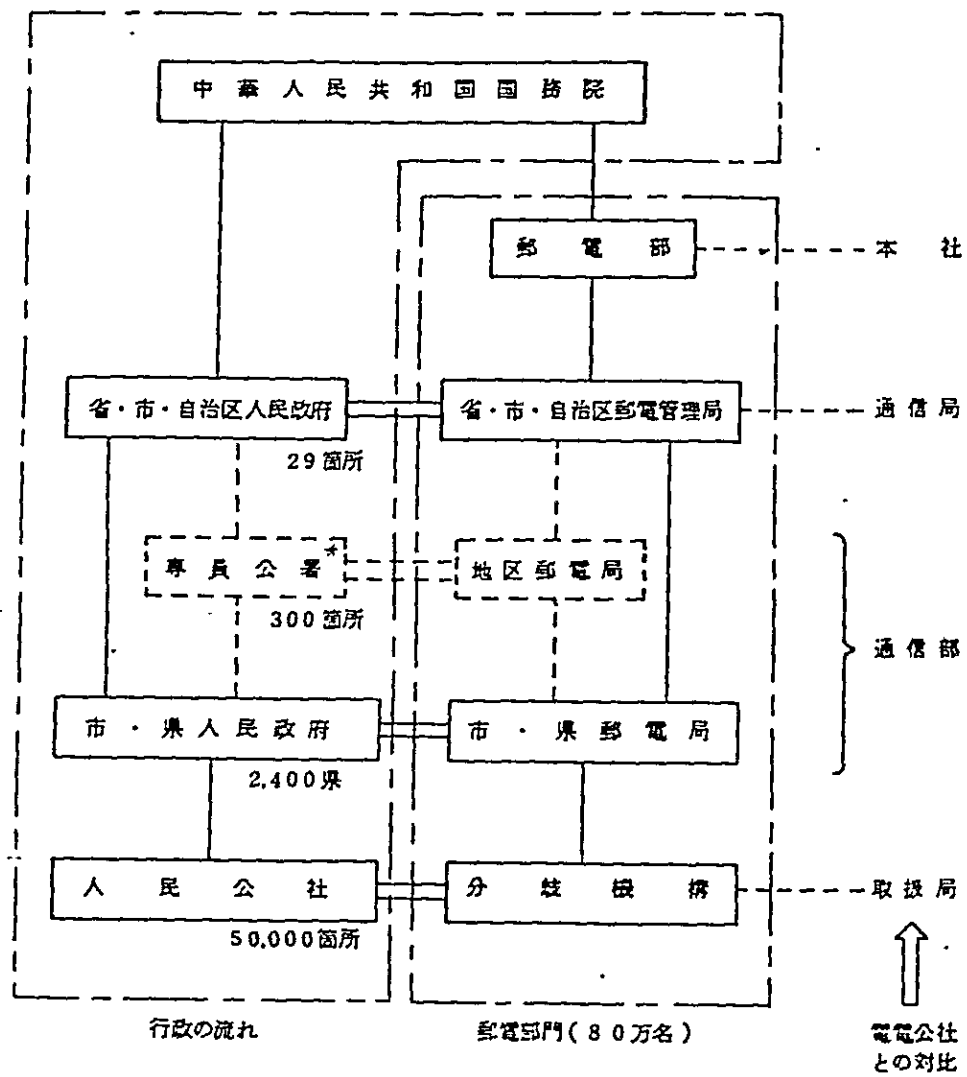 中華人民共和国国務院
郵電部
本社
省・市・自治区人民政府
省・市・自治区郵電管理局
通信局
29箇所
専員公署*
地区郵電局
300箇所
通信部
市・県人民政府
市・県郵電局
2,400県
人民公社
分岐機構
取扱局
50,000箇所
行政の流れ
郵電部門(80万名)
電電公社
との対比